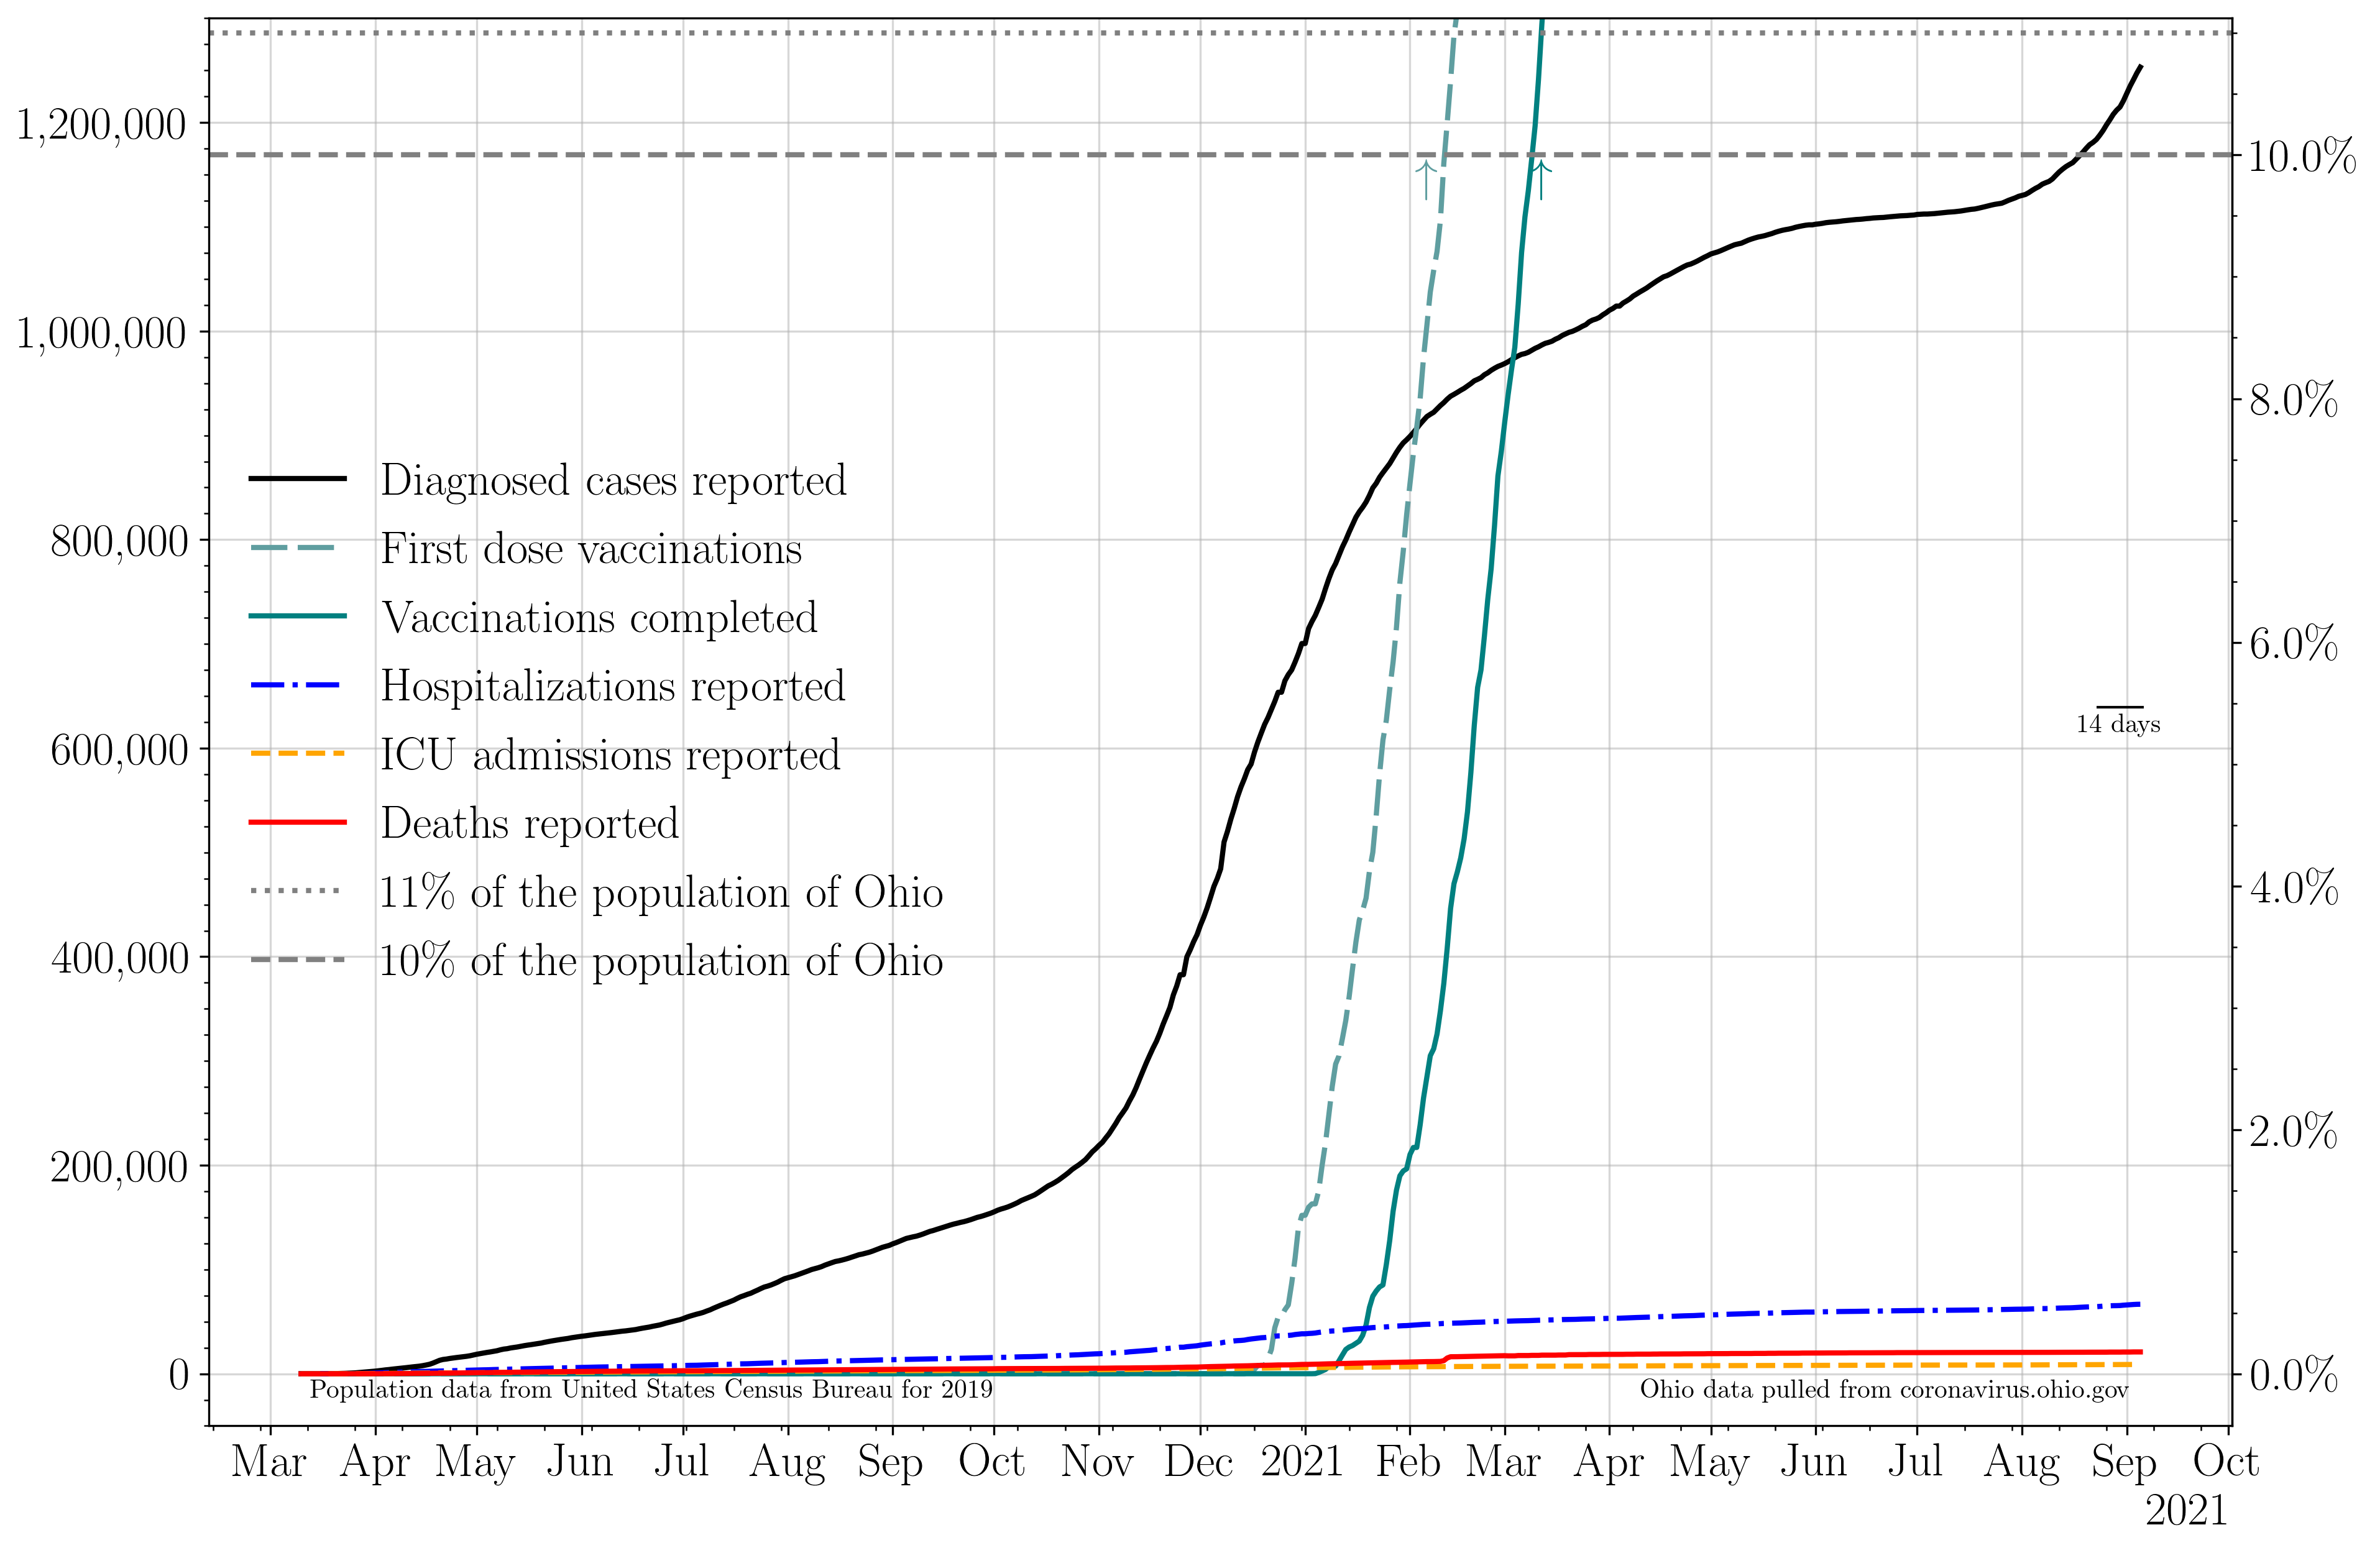 1,200,000
1,000,000
800,000
600,000
400,000
200,000
0
10.0%
8.0%
6.0%
4.0%
2.0%
0.0%
Diagnosed cases reported
First dose vaccinations
Vaccinations completed
Hospitalizations reported
ICU admissions reported
Deaths reported
11% of the population of Ohio
10% of the population of Ohio
14 days
Population data from United States Census Bureau for 2019
Ohio data pulled from coronavirus.ohio.gov
Mar Apr May Jun Jul Aug Sep Oct Nov Dec 2021 Feb Mar Apr May Jun Jul Aug Sep Oct
2021